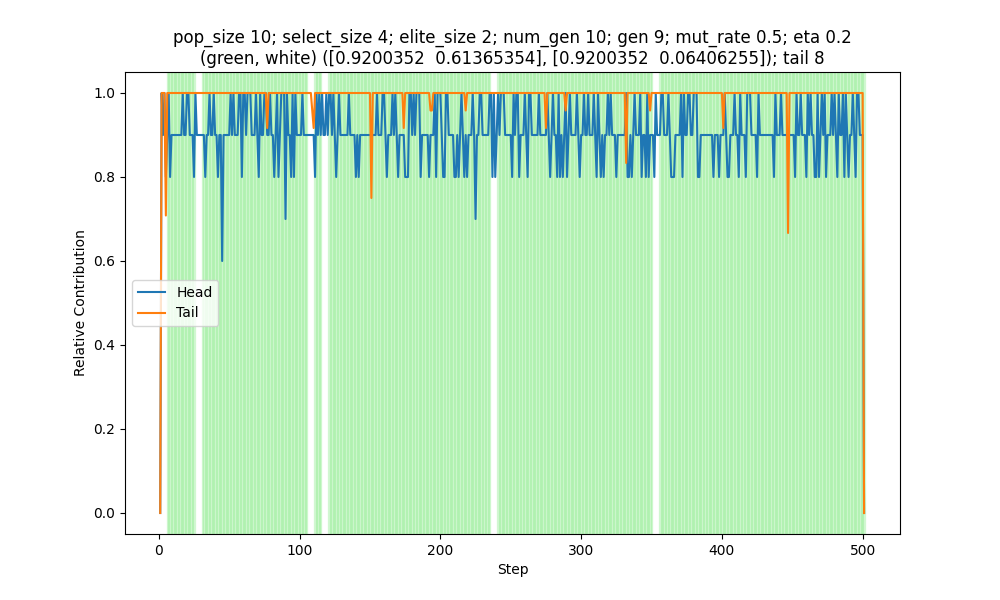 pop_size 10; select_size 4; elite_size 2; num_gen 10; gen 9; mut_rate 0.5; eta 0.2
(green, white) ([0.9200352  0.61365354], [0.9200352  0.06406255]); tail 8
1.0
0.8
0.6
0.4
0.2
0.0
Relative Contribution
Head
Tail
0
100
200
300
400
500
Step